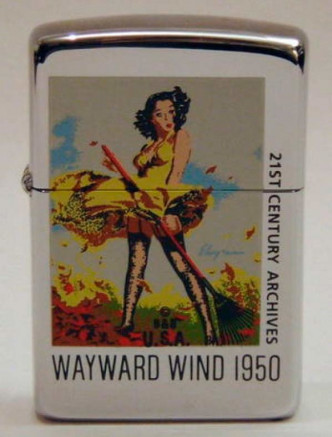 21ST CENTURY ARCHIVES
©
B&B
U.S.A.
WAYWARD WIND 1950